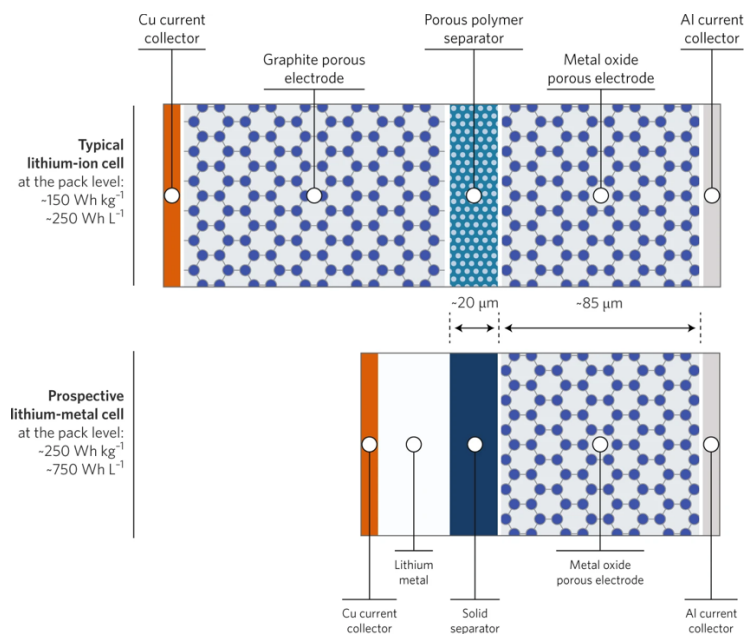 Cu current
collector
Porous polymer
separator
Al current
collector
Graphite porous
electrode
Metal oxide
porous electrode
Typical
lithium-ion cell
at the pack level:
~150 Wh kg⁻¹
~250 Wh L⁻¹
~20 μm
~85 μm
Prospective
lithium-metal cell
at the pack level:
~250 Wh kg⁻¹
~750 Wh L⁻¹
Lithium
metal
Metal oxide
porous electrode
Cu current
collector
Solid
separator
Al current
collector